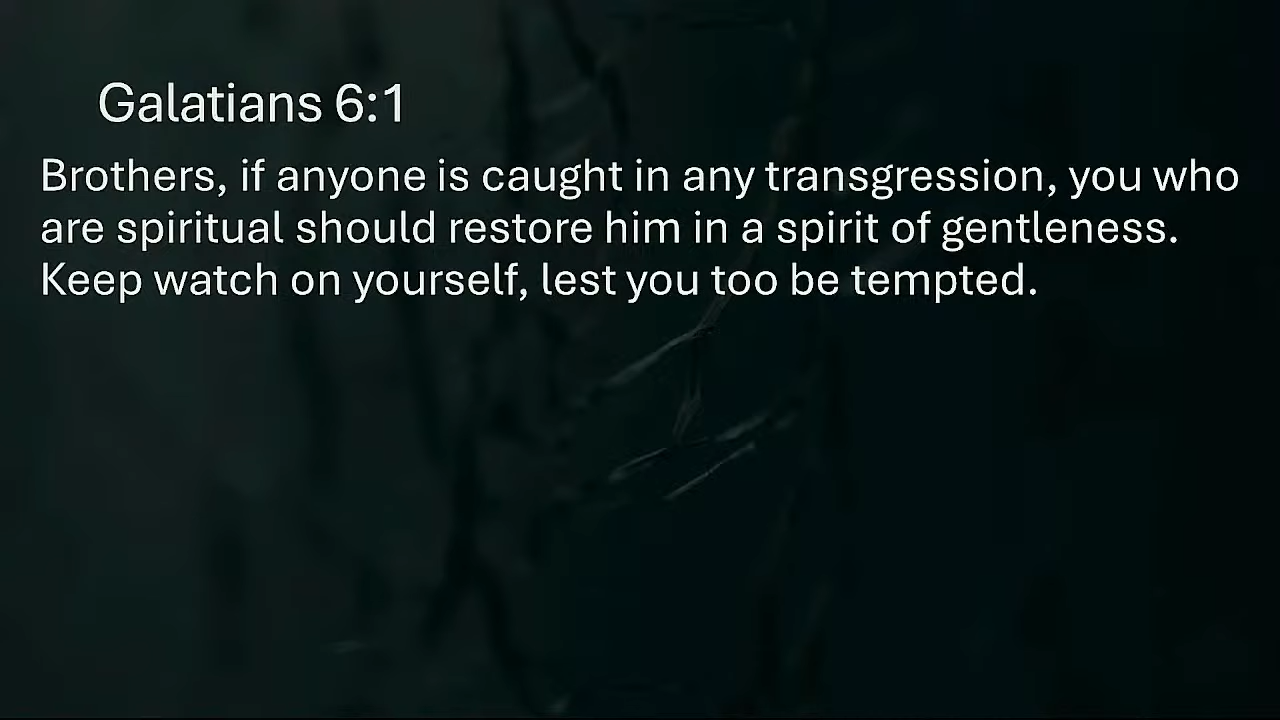 Galatians 6:1
Brothers, if anyone is caught in any transgression, you who
are spiritual should restore him in a spirit of gentleness.
Keep watch on yourself, lest you too be tempted.